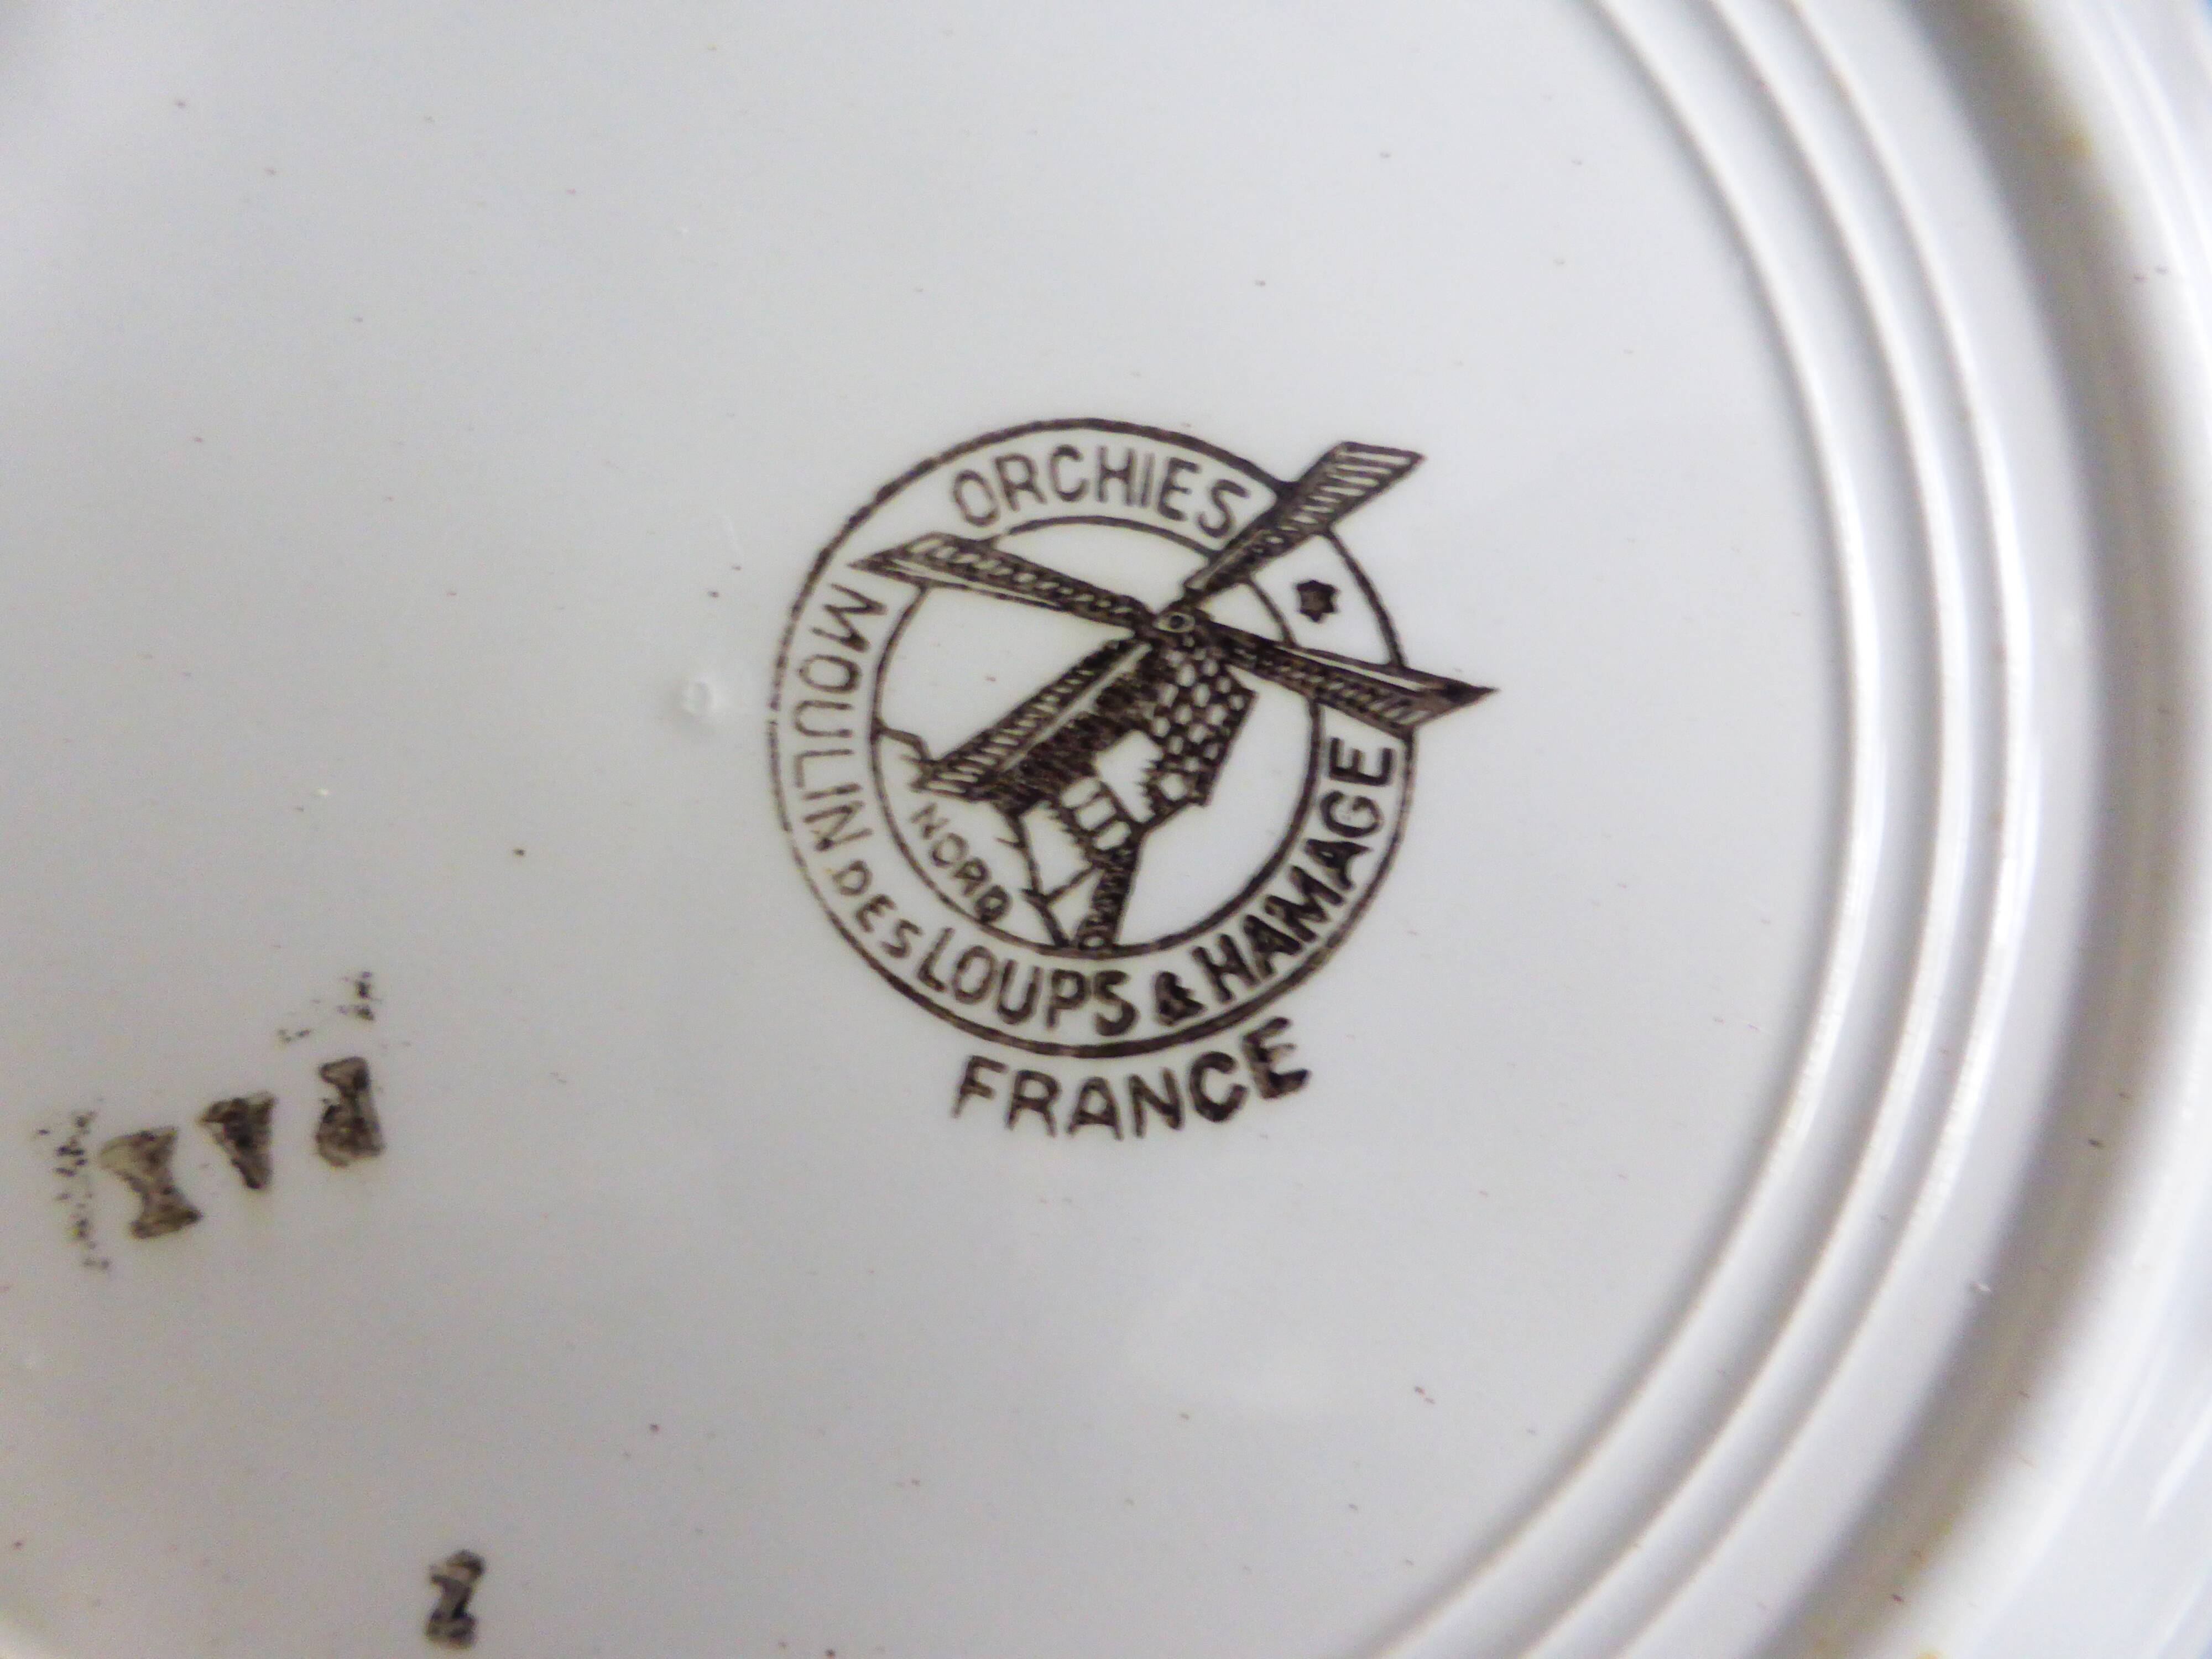 ORCHIES
MOULIN DES LOUPS & HAMAGE
NORD
FRANCE